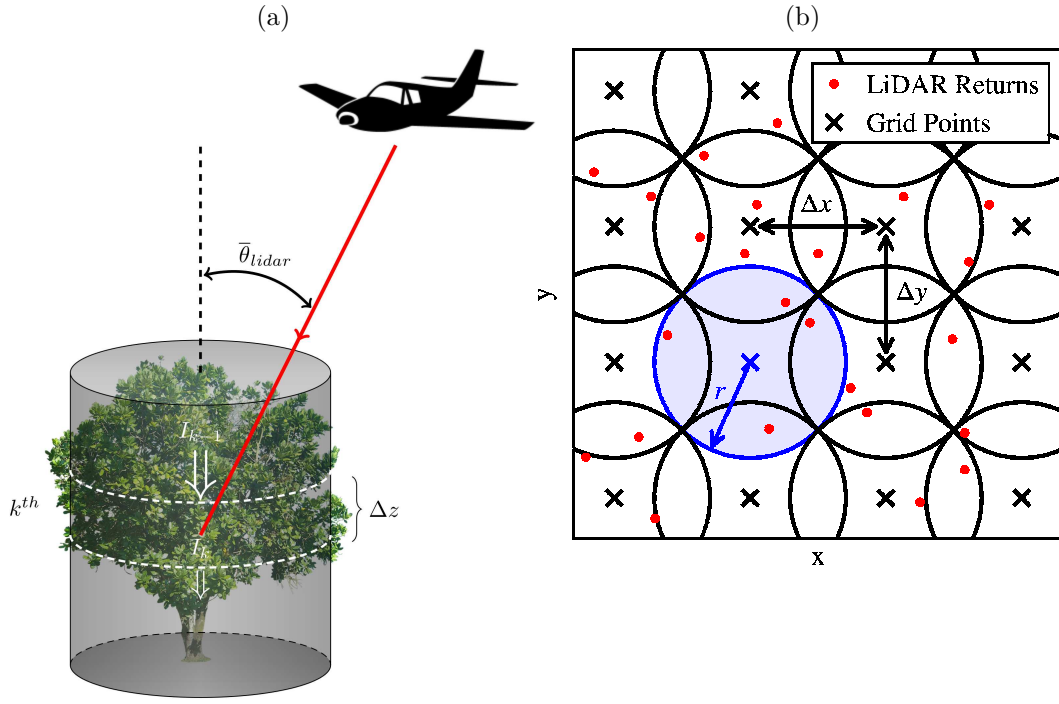 (a)
(b)
θ̅lidar
Ik−1
kth
Δz
Ik
LiDAR Returns
Grid Points
Δx
Δy
r
y
x